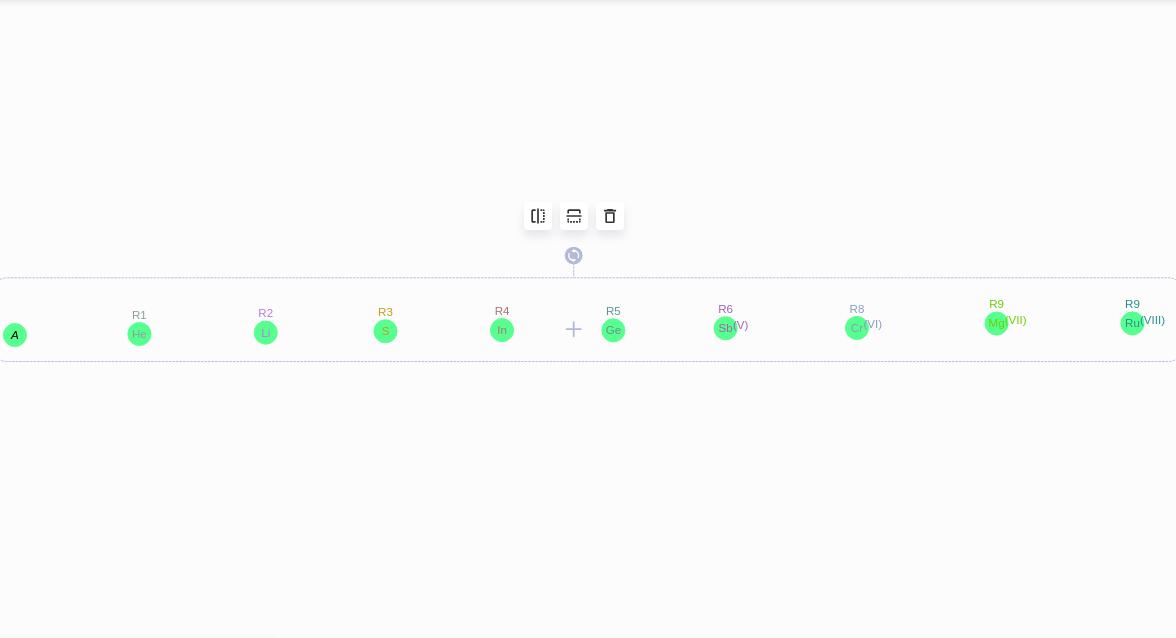 R1 R2 R3 R4 R5 R6 R8 R9 R9
A He Li S In Ge Sb(V) Cr(VI) Mg(VII) Ru(VIII)